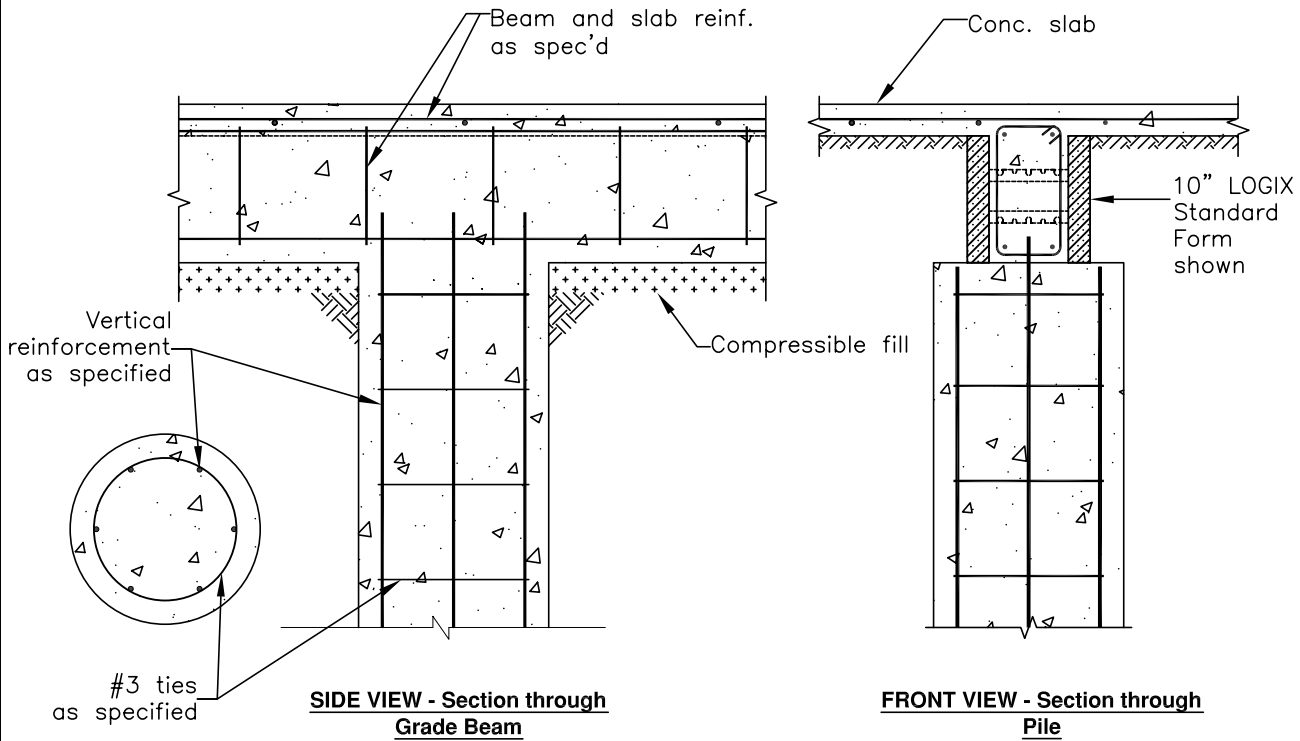 Beam and slab reinf.
as spec'd
Conc. slab
10" LOGIX
Standard
Form
shown
Compressible fill
Vertical
reinforcement
as specified
#3 ties
as specified
SIDE VIEW - Section through
Grade Beam
FRONT VIEW - Section through
Pile